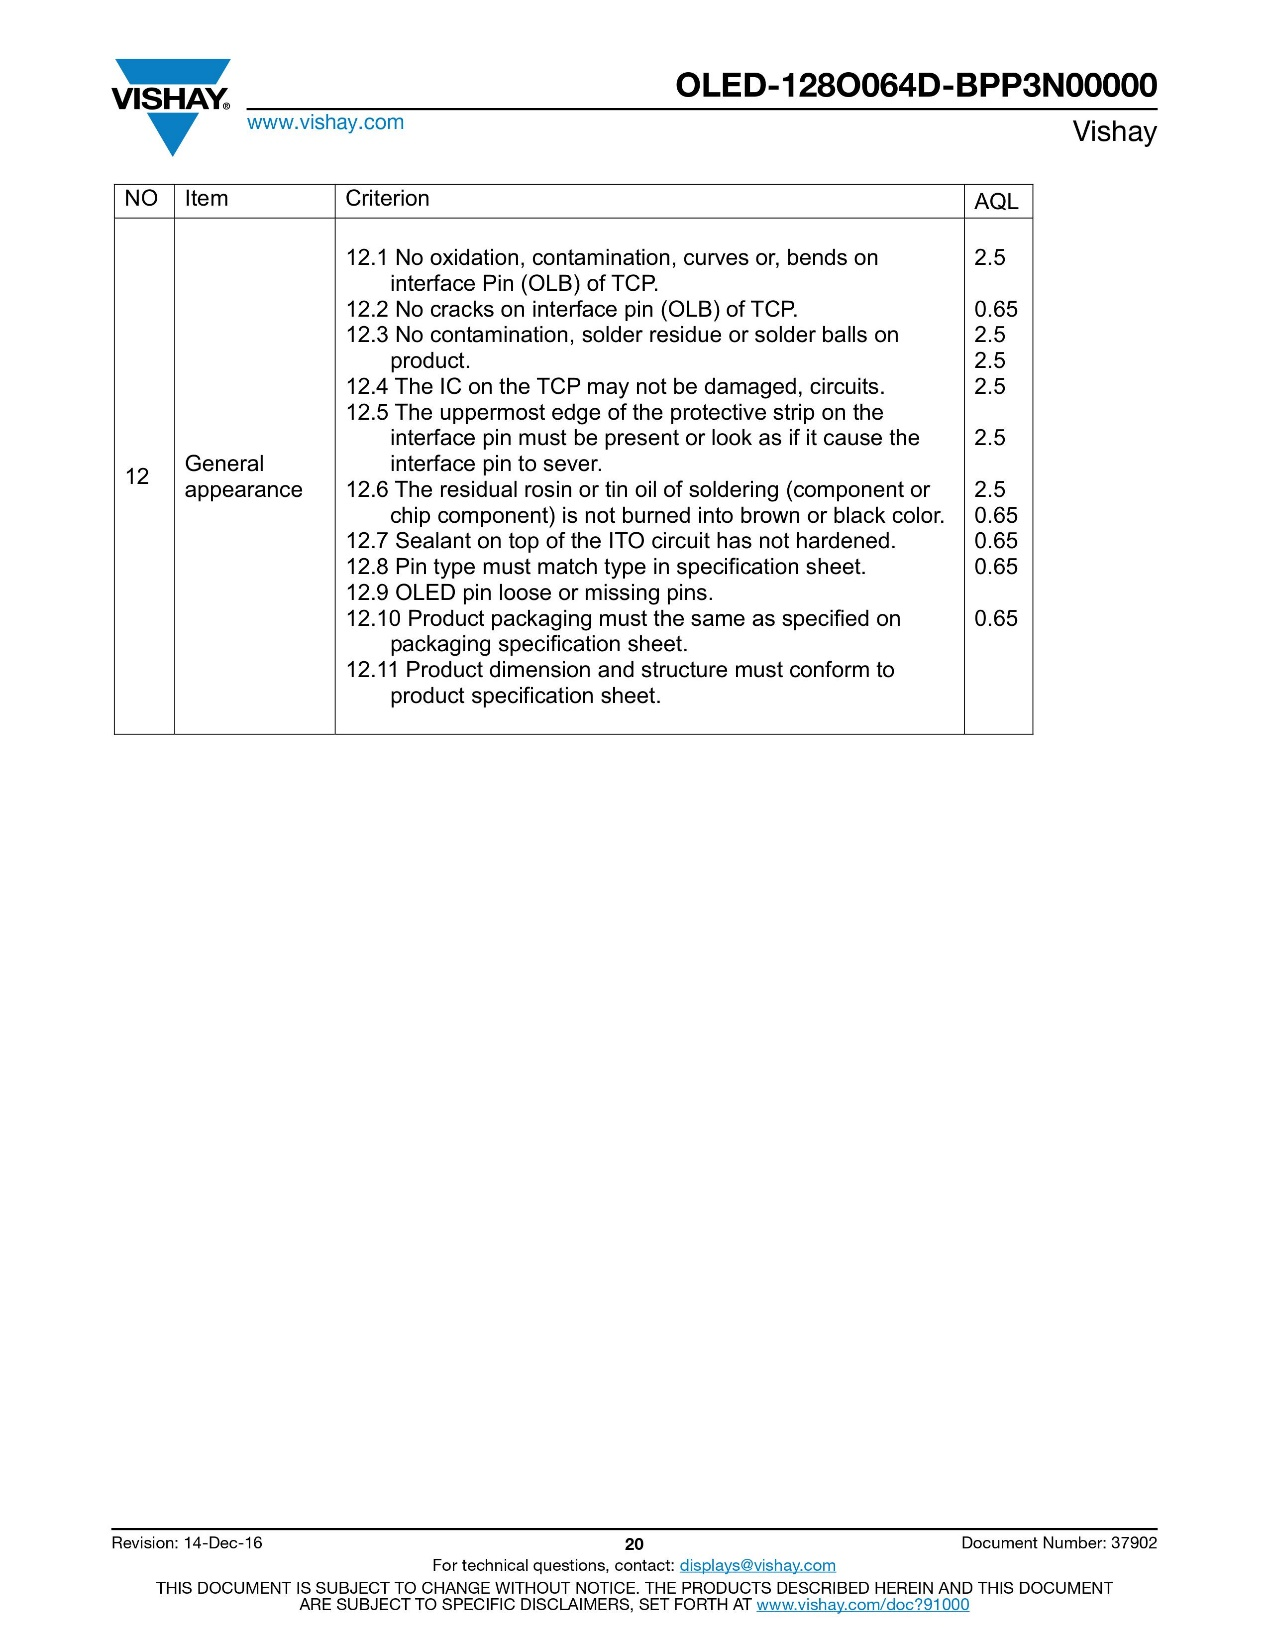 VISHAY®
OLED-128O064D-BPP3N00000
www.vishay.com
Vishay
NO Item Criterion AQL
12.1 No oxidation, contamination, curves or, bends on 2.5
interface Pin (OLB) of TCP.
12.2 No cracks on interface pin (OLB) of TCP. 0.65
12.3 No contamination, solder residue or solder balls on 2.5
product. 2.5
12.4 The IC on the TCP may not be damaged, circuits. 2.5
12.5 The uppermost edge of the protective strip on the
interface pin must be present or look as if it cause the 2.5
General interface pin to sever.
12
appearance 12.6 The residual rosin or tin oil of soldering (component or 2.5
chip component) is not burned into brown or black color. 0.65
12.7 Sealant on top of the ITO circuit has not hardened. 0.65
12.8 Pin type must match type in specification sheet. 0.65
12.9 OLED pin loose or missing pins.
12.10 Product packaging must the same as specified on 0.65
packaging specification sheet.
12.11 Product dimension and structure must conform to
product specification sheet.
Revision: 14-Dec-16 20 Document Number: 37902
For technical questions, contact: displays@vishay.com
THIS DOCUMENT IS SUBJECT TO CHANGE WITHOUT NOTICE. THE PRODUCTS DESCRIBED HEREIN AND THIS DOCUMENT
ARE SUBJECT TO SPECIFIC DISCLAIMERS, SET FORTH AT www.vishay.com/doc?91000